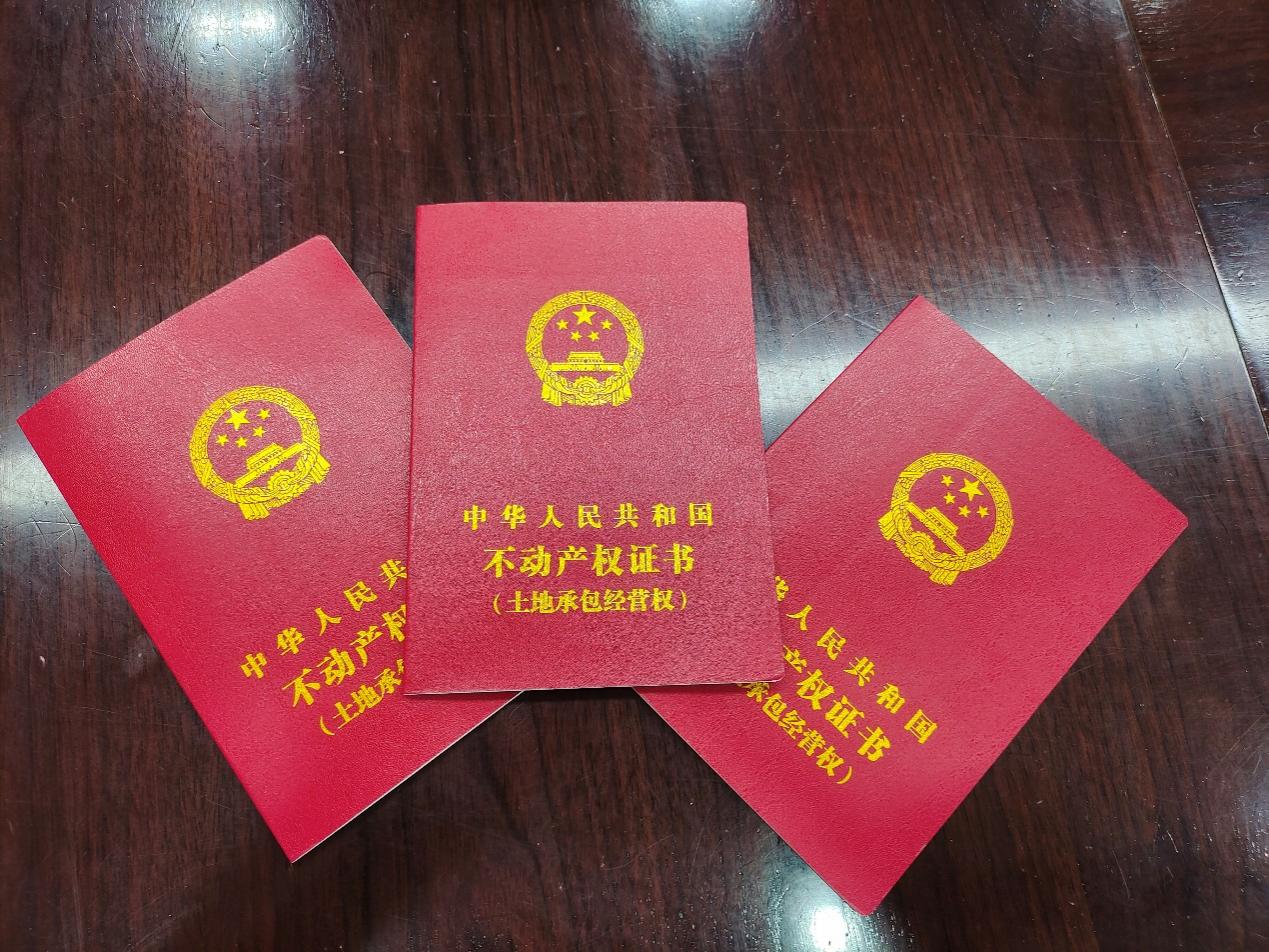 中华人民共和国
不动产权证书
（土地承包经营权）
中华人民共
不动产权
（土地承
华人民共和国
产权证书
承包经营权）